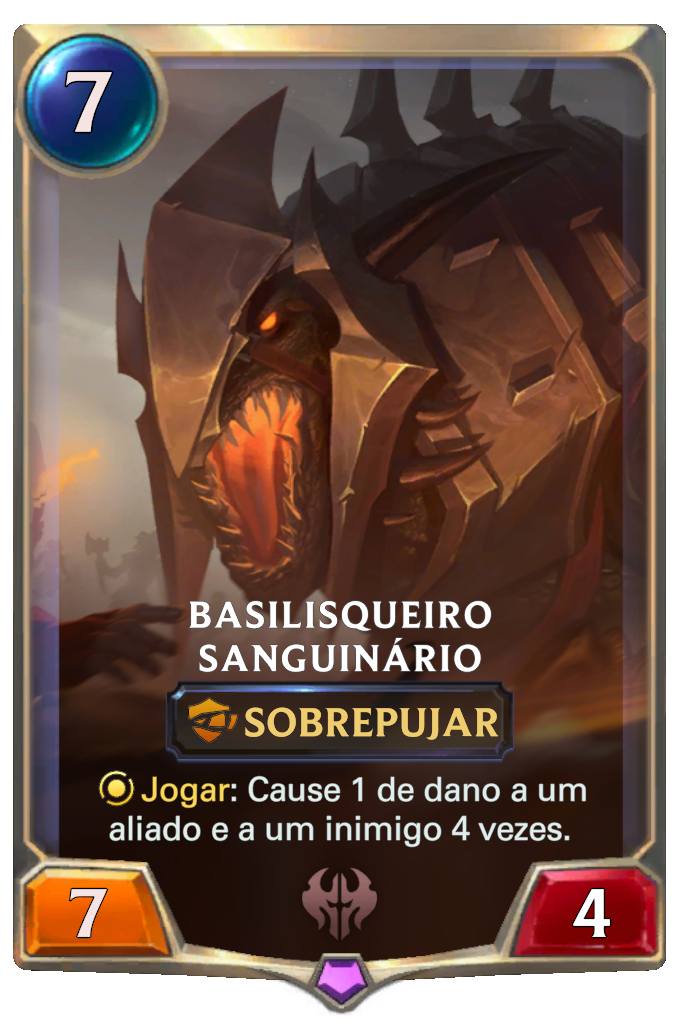 7
BASILISQUEIRO
SANGUINÁRIO
SOBREPUJAR
Jogar: Cause 1 de dano a um
aliado e a um inimigo 4 vezes.
7
4